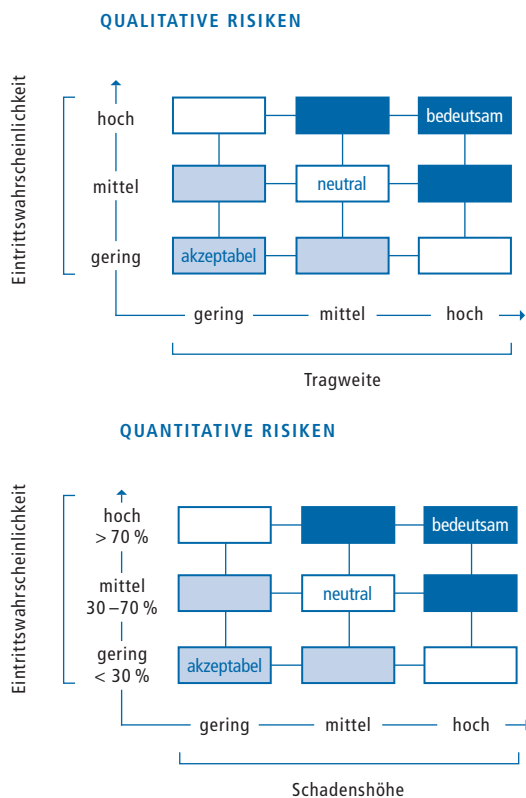 QUALITATIVE RISIKEN
Eintrittswahrscheinlichkeit
hoch
bedeutsam
mittel
neutral
gering
akzeptabel
gering
mittel
hoch
Tragweite
QUANTITATIVE RISIKEN
Eintrittswahrscheinlichkeit
hoch
> 70 %
bedeutsam
mittel
30 – 70 %
neutral
gering
< 30 %
akzeptabel
gering
mittel
hoch
Schadenshöhe